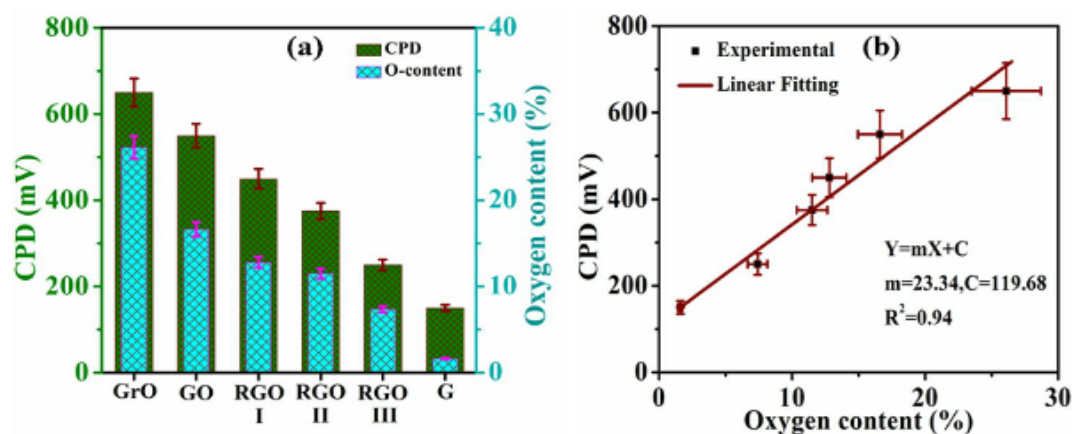 (a)
CPD
O-content
CPD (mV)
800
600
400
200
0
Oxygen content (%)
40
30
20
10
0
GrO GO RGO RGO RGO G
I II III
(b)
Experimental
Linear Fitting
CPD (mV)
800
600
400
200
0
Y=mX+C
m=23.34,C=119.68
R²=0.94
0 10 20 30
Oxygen content (%)